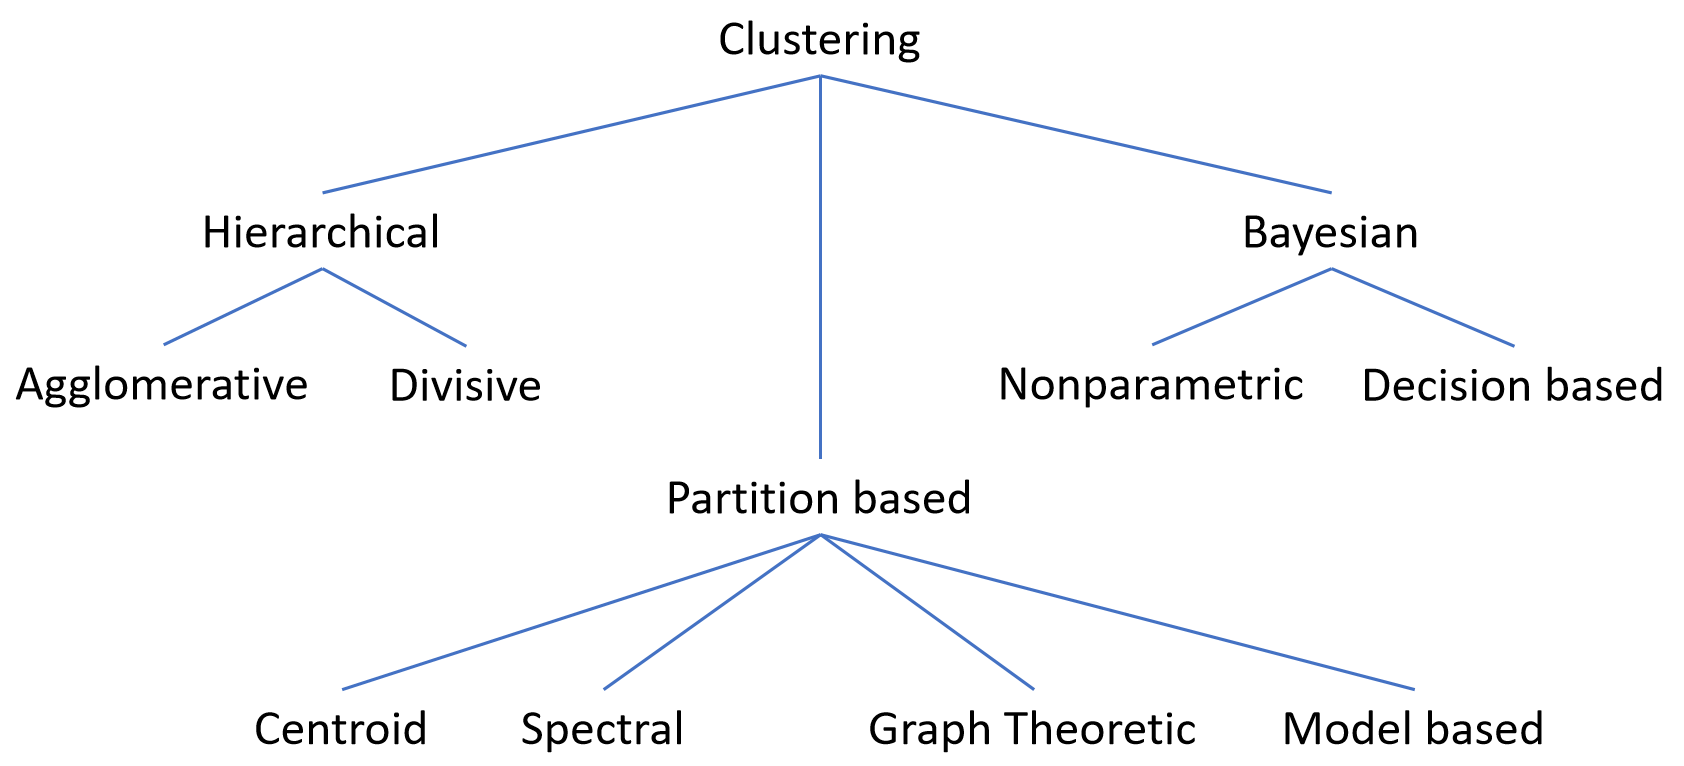 Clustering
Hierarchical
Bayesian
Agglomerative
Divisive
Nonparametric
Decision based
Partition based
Centroid
Spectral
Graph Theoretic
Model based